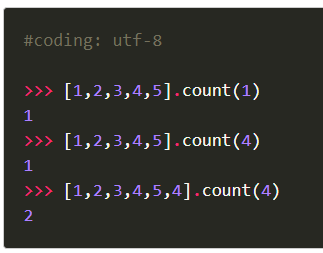 #coding: utf-8
>>> [1,2,3,4,5].count(1)
1
>>> [1,2,3,4,5].count(4)
1
>>> [1,2,3,4,5,4].count(4)
2